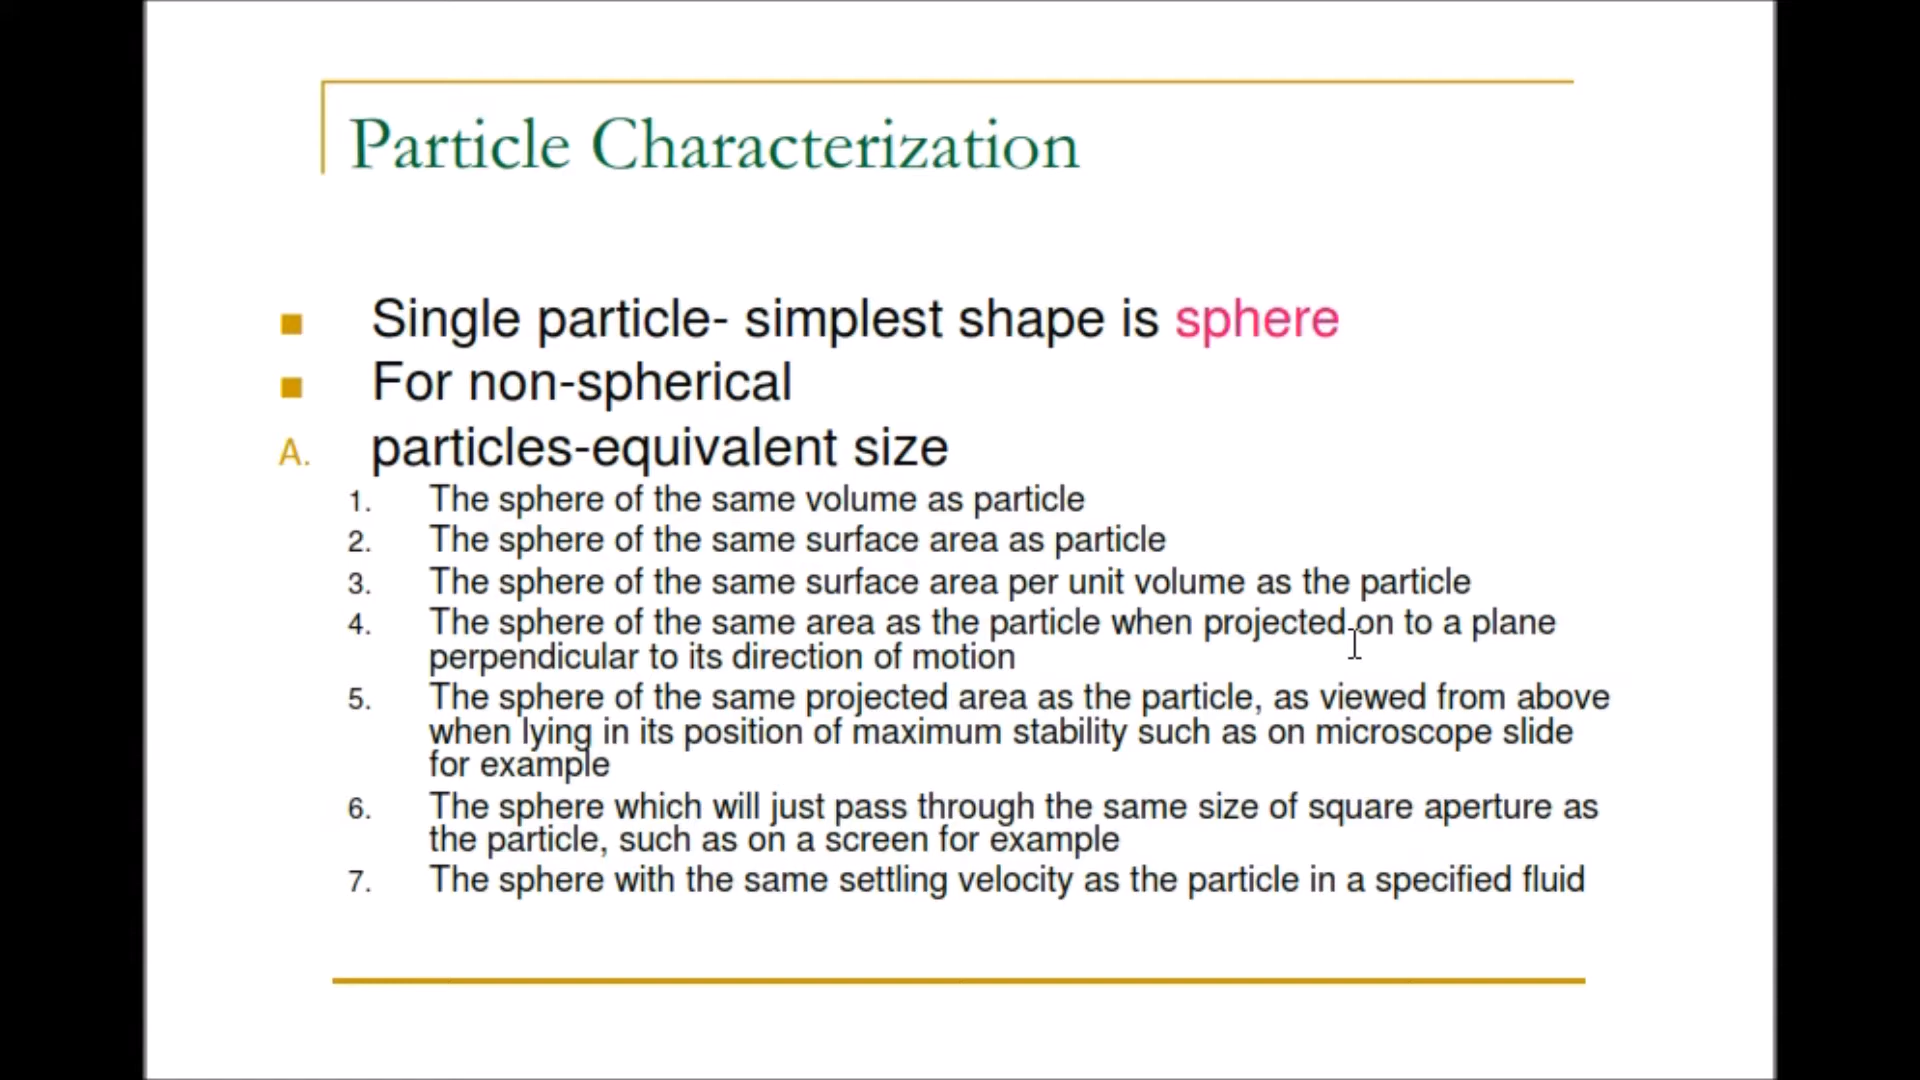 Particle Characterization
■ Single particle- simplest shape is sphere
■ For non-spherical
A. particles-equivalent size
1. The sphere of the same volume as particle
2. The sphere of the same surface area as particle
3. The sphere of the same surface area per unit volume as the particle
4. The sphere of the same area as the particle when projected on to a plane
perpendicular to its direction of motion
5. The sphere of the same projected area as the particle, as viewed from above
when lying in its position of maximum stability such as on microscope slide
for example
6. The sphere which will just pass through the same size of square aperture as
the particle, such as on a screen for example
7. The sphere with the same settling velocity as the particle in a specified fluid